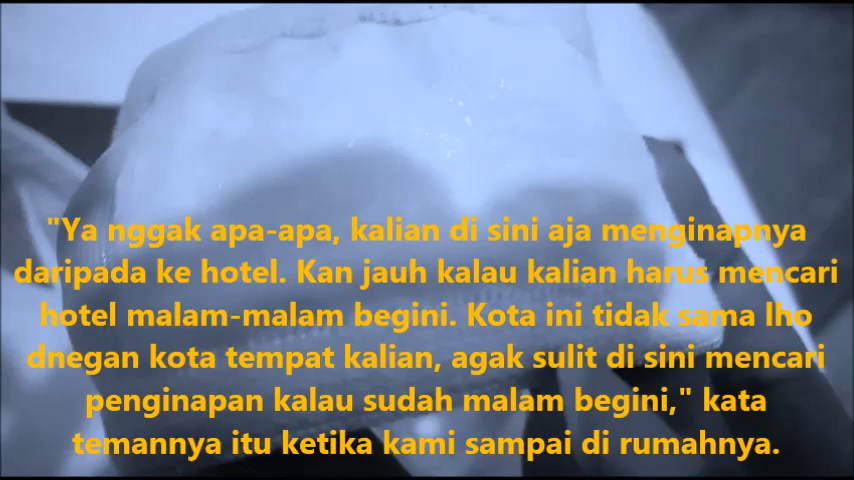 "Ya nggak apa-apa, kalian di sini aja menginapnya
daripada ke hotel. Kan jauh kalau kalian harus mencari
hotel malam-malam begini. Kota ini tidak sama lho
dnegan kota tempat kalian, agak sulit di sini mencari
penginapan kalau sudah malam begini," kata
temannya itu ketika kami sampai di rumahnya.